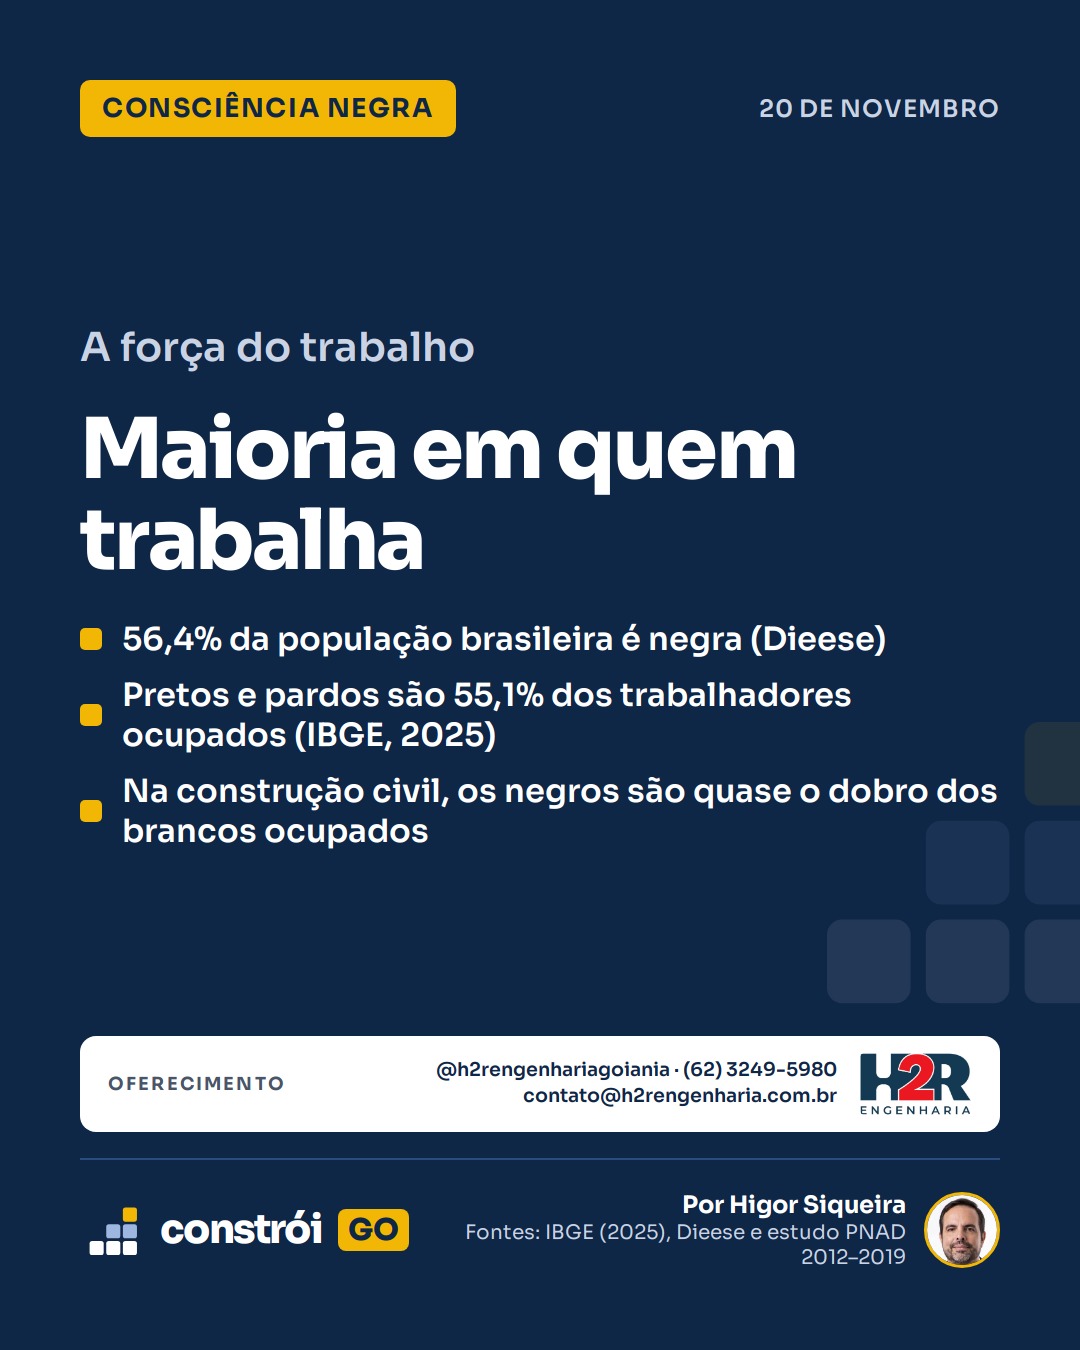 CONSCIÊNCIA NEGRA
20 DE NOVEMBRO
A força do trabalho
Maioria em quem
trabalha
56,4% da população brasileira é negra (Dieese)
Pretos e pardos são 55,1% dos trabalhadores
ocupados (IBGE, 2025)
Na construção civil, os negros são quase o dobro dos
brancos ocupados
OFERECIMENTO
@h2rengenhariagoiania · (62) 3249-5980
contato@h2rengenharia.com.br
H2R
ENGENHARIA
constrói GO
Por Higor Siqueira
Fontes: IBGE (2025), Dieese e estudo PNAD
2012–2019